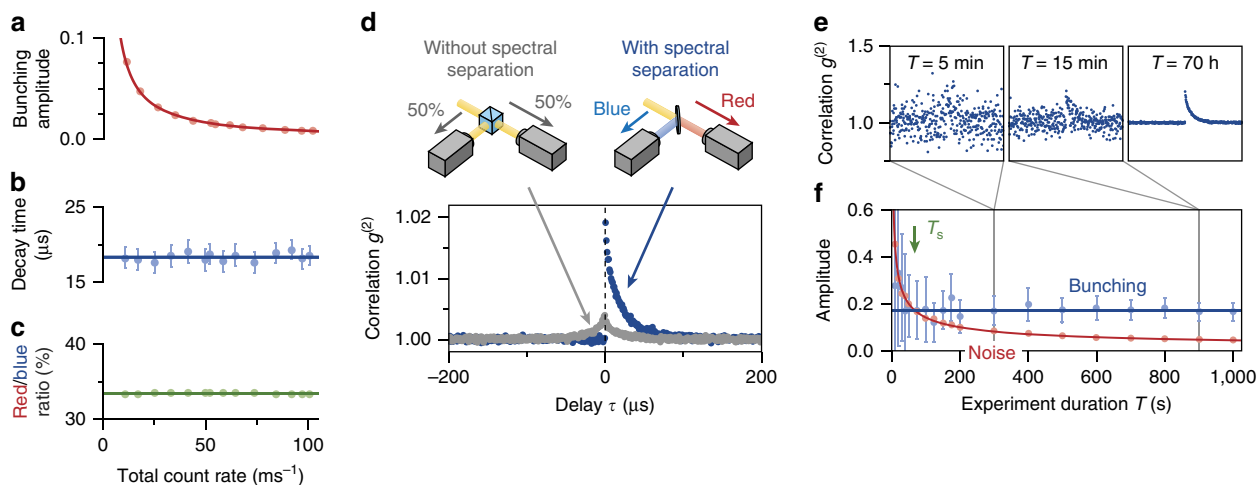 a
Bunching
amplitude
0.1
0.0
b
Decay time
(μs)
25
15
c
Red/blue
ratio (%)
40
30
0
50
100
Total count rate (ms⁻¹)
d
Without spectral
separation
With spectral
separation
50%
50%
Blue
Red
Correlation g⁽²⁾
1.02
1.01
1.00
−200
0
200
Delay τ (μs)
e
Correlation g⁽²⁾
1.5
1.0
T = 5 min
T = 15 min
T = 70 h
f
Amplitude
0.6
0.4
0.2
0.0
Tₛ
Bunching
Noise
0
200
400
600
800
1,000
Experiment duration T (s)